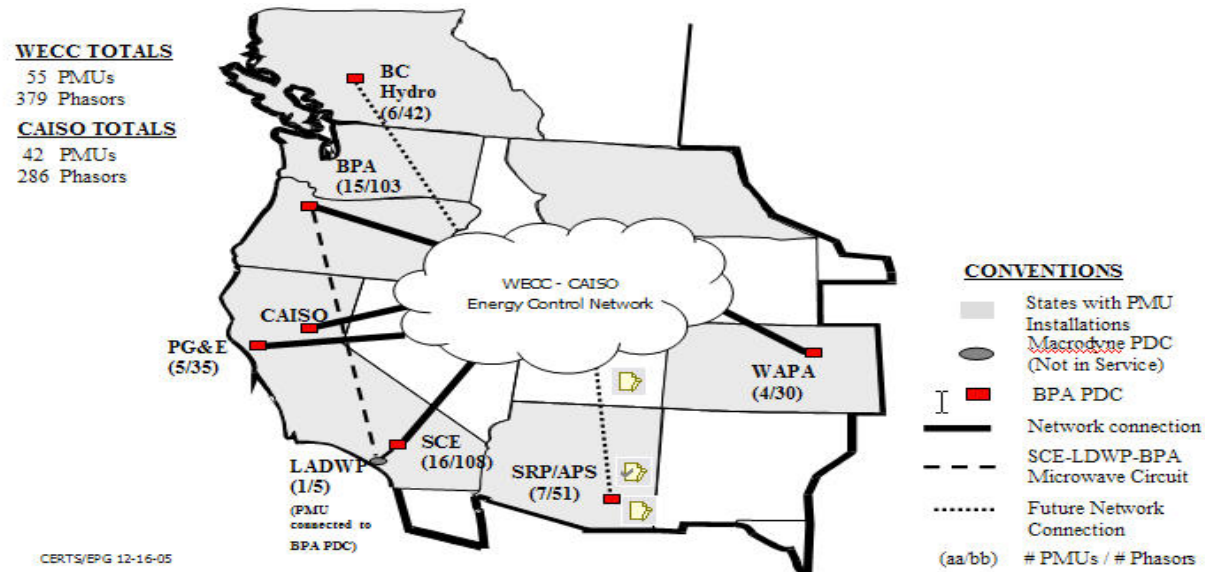 WECC TOTALS
55 PMUs
379 Phasors
CAISO TOTALS
42 PMUs
286 Phasors
BC
Hydro
(6/42)
BPA
(15/103
WECC - CAISO
Energy Control Network
CAISO
PG&E
(5/35)
WAPA
(4/30)
SCE
(16/108)
LADWP
(1/5)
(PMU
connected to
BPA PDC)
SRP/APS
(7/51)
CONVENTIONS
States with PMU
Installations
Macrodyne PDC
(Not in Service)
BPA PDC
Network connection
SCE-LDWP-BPA
Microwave Circuit
Future Network
Connection
(aa/bb) # PMUs / # Phasors
CERTS/EPG 12-16-05